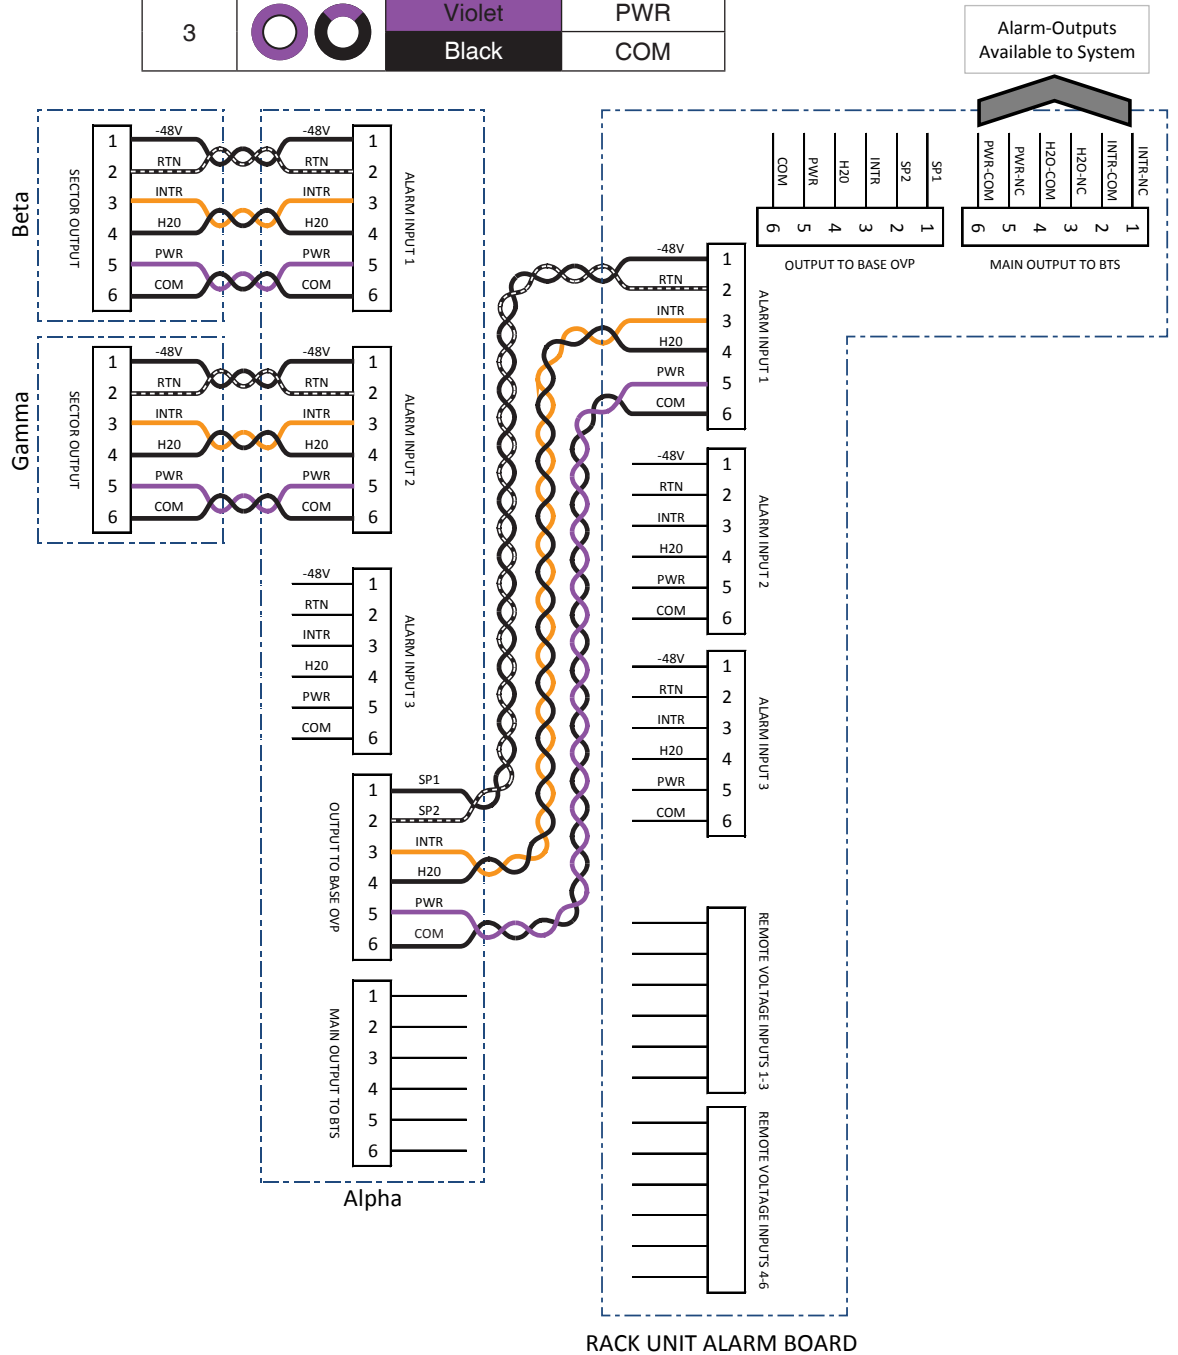 3
Violet
PWR
Black
COM
Alarm-Outputs
Available to System
Beta
SECTOR OUTPUT
1
2
3
4
5
6
-48V
RTN
INTR
H20
PWR
COM
-48V
RTN
INTR
H20
PWR
COM
1
2
3
4
5
6
ALARM INPUT 1
Gamma
SECTOR OUTPUT
1
2
3
4
5
6
-48V
RTN
INTR
H20
PWR
COM
-48V
RTN
INTR
H20
PWR
COM
1
2
3
4
5
6
ALARM INPUT 2
-48V
RTN
INTR
H20
PWR
COM
1
2
3
4
5
6
ALARM INPUT 3
OUTPUT TO BASE OVP
1
2
3
4
5
6
SP1
SP2
INTR
H20
PWR
COM
MAIN OUTPUT TO BTS
1
2
3
4
5
6
Alpha
COM
PWR
H20
INTR
SP2
SP1
6
5
4
3
2
1
OUTPUT TO BASE OVP
PWR-COM
PWR-NC
H2O-COM
H2O-NC
INTR-COM
INTR-NC
6
5
4
3
2
1
MAIN OUTPUT TO BTS
-48V
RTN
INTR
H20
PWR
COM
1
2
3
4
5
6
ALARM INPUT 1
-48V
RTN
INTR
H20
PWR
COM
1
2
3
4
5
6
ALARM INPUT 2
-48V
RTN
INTR
H20
PWR
COM
1
2
3
4
5
6
ALARM INPUT 3
REMOTE VOLTAGE INPUTS 1-3
REMOTE VOLTAGE INPUTS 4-6
RACK UNIT ALARM BOARD